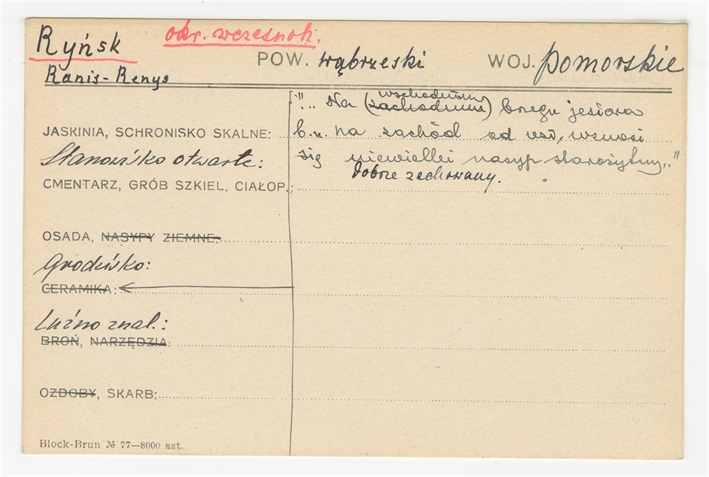 Ryńsk okr. wczesnoh.
Ranis-Renys POW. wąbrzeski WOJ. pomorskie
"... Na (wschodnim zachodnim) brzegu jeziora
JASKINIA, SCHRONISKO SKALNE: b.n. na zachód od wsi, wznosi
Stanowisko otwarte: się niewielki nasyp starożytny..."
CMENTARZ, GRÓB SZKIEL. CIAŁOP.: dobrze zachowany.
OSADA, NASYPY ZIEMNE:
Grodzisko:
CERAMIKA:
Luźno znal.:
BROŃ, NARZĘDZIA:
OZDOBY, SKARB:
Block-Brun № 77—8000 szt.